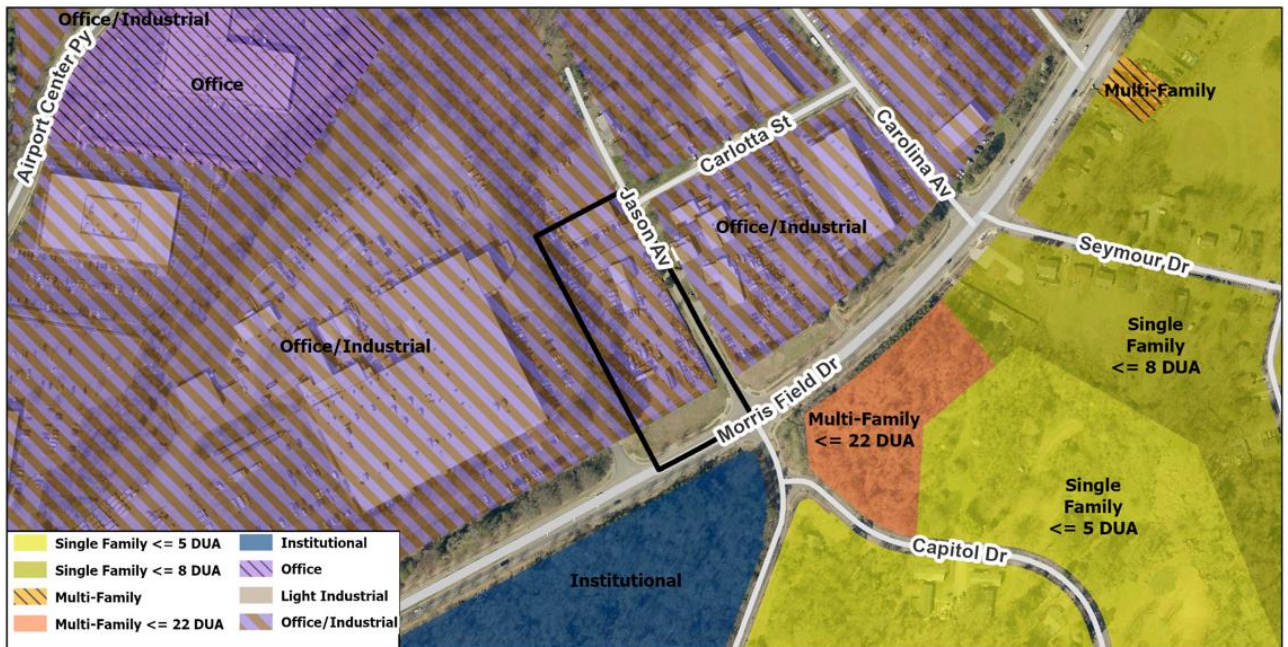 Office/Industrial
Airport Center Py
Office
Multi-Family
Carlotta St
Carolina Av
Jason Av
Office/Industrial
Seymour Dr
Office/Industrial
Single
Family
<= 8 DUA
Morris Field Dr
Multi-Family
<= 22 DUA
Single
Family
<= 5 DUA
Capitol Dr
Institutional
Single Family <= 5 DUA
Single Family <= 8 DUA
Multi-Family
Multi-Family <= 22 DUA
Institutional
Office
Light Industrial
Office/Industrial